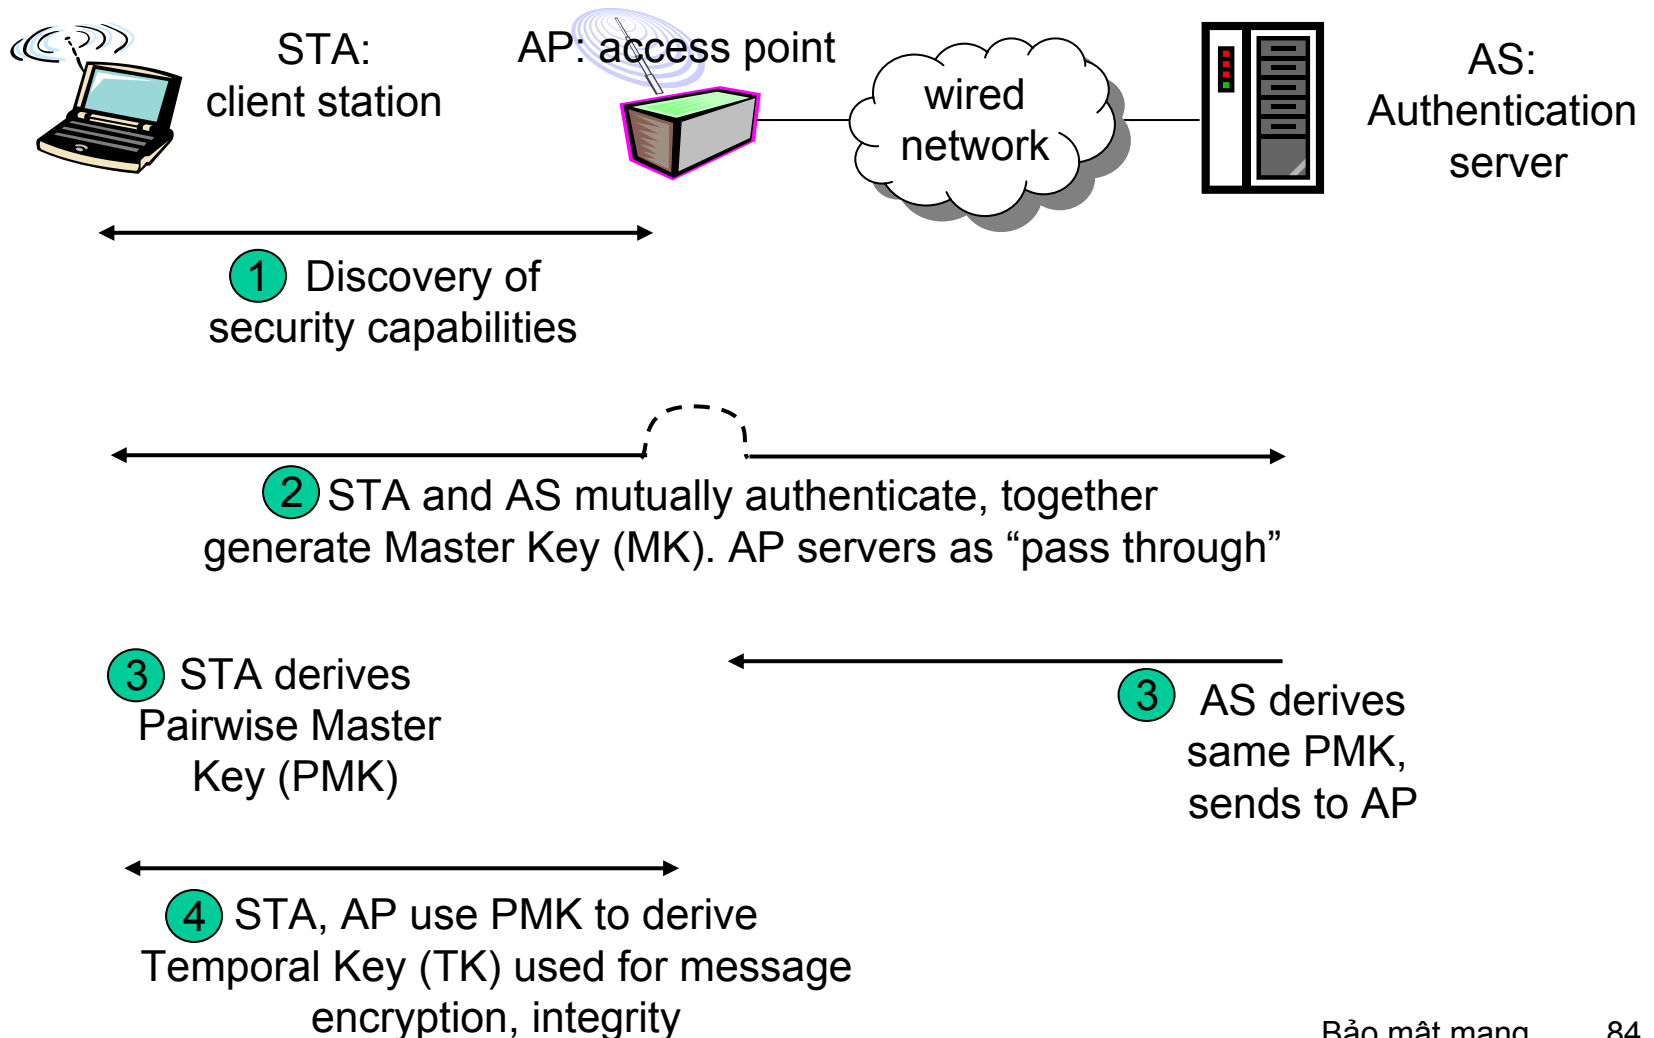 STA:
client station
AP: access point
wired
network
AS:
Authentication
server
1 Discovery of
security capabilities
2 STA and AS mutually authenticate, together
generate Master Key (MK). AP servers as “pass through”
3 STA derives
Pairwise Master
Key (PMK)
3 AS derives
same PMK,
sends to AP
4 STA, AP use PMK to derive
Temporal Key (TK) used for message
encryption, integrity
Bảo mật mạng 84